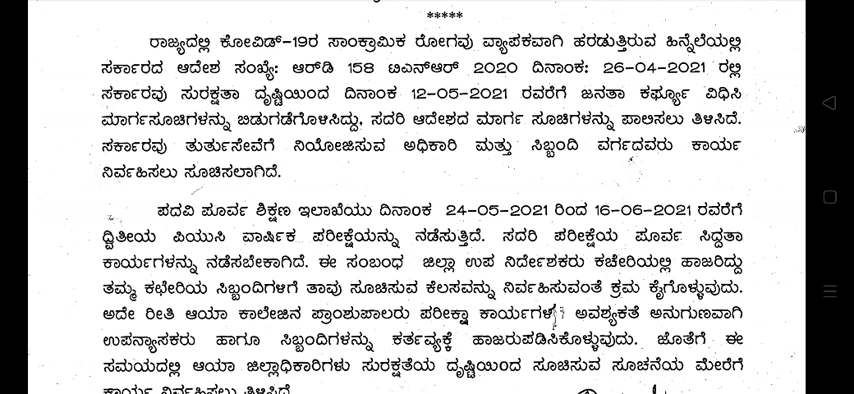 *****
ರಾಜ್ಯದಲ್ಲಿ ಕೋವಿಡ್-19ರ ಸಾಂಕ್ರಾಮಿಕ ರೋಗವು ವ್ಯಾಪಕವಾಗಿ ಹರಡುತ್ತಿರುವ ಹಿನ್ನೆಲೆಯಲ್ಲಿ
ಸರ್ಕಾರದ ಆದೇಶ ಸಂಖ್ಯೆ: ಆರ್‌ಡಿ 158 ಟಿಎನ್‌ಆರ್ 2020 ದಿನಾಂಕ: 26-04-2021 ರಲ್ಲಿ
ಸರ್ಕಾರವು ಸುರಕ್ಷತಾ ದೃಷ್ಟಿಯಿಂದ ದಿನಾಂಕ 12-05-2021 ರವರೆಗೆ ಜನತಾ ಕರ್ಫ್ಯೂ ವಿಧಿಸಿ
ಮಾರ್ಗಸೂಚಿಗಳನ್ನು ಬಿಡುಗಡೆಗೊಳಿಸಿದ್ದು, ಸದರಿ ಆದೇಶದ ಮಾರ್ಗ ಸೂಚಿಗಳನ್ನು ಪಾಲಿಸಲು ತಿಳಿಸಿದೆ.
ಸರ್ಕಾರವು ತುರ್ತುಸೇವೆಗೆ ನಿಯೋಜಿಸುವ ಅಧಿಕಾರಿ ಮತ್ತು ಸಿಬ್ಬಂದಿ ವರ್ಗದವರು ಕಾರ್ಯ
ನಿರ್ವಹಿಸಲು ಸೂಚಿಸಲಾಗಿದೆ.
ಪದವಿ ಪೂರ್ವ ಶಿಕ್ಷಣ ಇಲಾಖೆಯು ದಿನಾಂಕ 24-05-2021 ರಿಂದ 16-06-2021 ರವರೆಗೆ
ದ್ವಿತೀಯ ಪಿಯುಸಿ ವಾರ್ಷಿಕ ಪರೀಕ್ಷೆಯನ್ನು ನಡೆಸುತ್ತಿದೆ. ಸದರಿ ಪರೀಕ್ಷೆಯ ಪೂರ್ವ ಸಿದ್ದತಾ
ಕಾರ್ಯಗಳನ್ನು ನಡೆಸಬೇಕಾಗಿದೆ. ಈ ಸಂಬಂಧ ಜಿಲ್ಲಾ ಉಪ ನಿರ್ದೇಶಕರು ಕಚೇರಿಯಲ್ಲಿ ಹಾಜರಿದ್ದು
ತಮ್ಮ ಕಛೇರಿಯ ಸಿಬ್ಬಂದಿಗಳಿಗೆ ತಾವು ಸೂಚಿಸುವ ಕೆಲಸವನ್ನು ನಿರ್ವಹಿಸುವಂತೆ ಕ್ರಮ ಕೈಗೊಳ್ಳುವುದು.
ಅದೇ ರೀತಿ ಆಯಾ ಕಾಲೇಜಿನ ಪ್ರಾಂಶುಪಾಲರು ಪರೀಕ್ಷಾ ಕಾರ್ಯಗಳ ಅವಶ್ಯಕತೆ ಅನುಗುಣವಾಗಿ
ಉಪನ್ಯಾಸಕರು ಹಾಗೂ ಸಿಬ್ಬಂದಿಗಳನ್ನು ಕರ್ತವ್ಯಕ್ಕೆ ಹಾಜರುಪಡಿಸಿಕೊಳ್ಳುವುದು. ಜೊತೆಗೆ ಈ
ಸಮಯದಲ್ಲಿ ಆಯಾ ಜಿಲ್ಲಾಧಿಕಾರಿಗಳು ಸುರಕ್ಷತೆಯ ದೃಷ್ಟಿಯಿಂದ ಸೂಚಿಸುವ ಸೂಚನೆಯ ಮೇರೆಗೆ
ಕಾರ್ಯ ನಿರ್ವಹಿಸಲು ತಿಳಿಸಿದೆ.